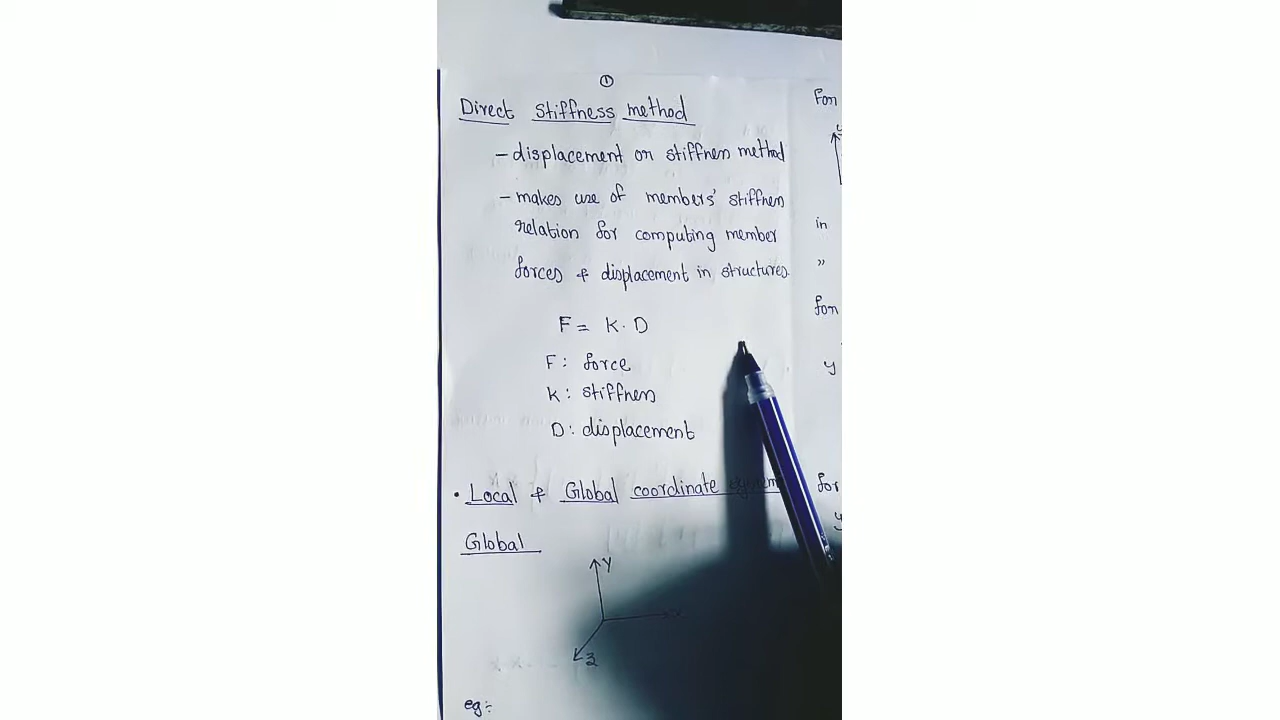 ①
Direct stiffness method
– displacement or stiffness method
– makes use of members' stiffness
relation for computing member
forces & displacement in structures.
F = K·D
F: force
K: stiffness
D: displacement
• Local & Global coordinate system
Global
Y
X
Z
eg:-
For
in
"
for
y
for
y